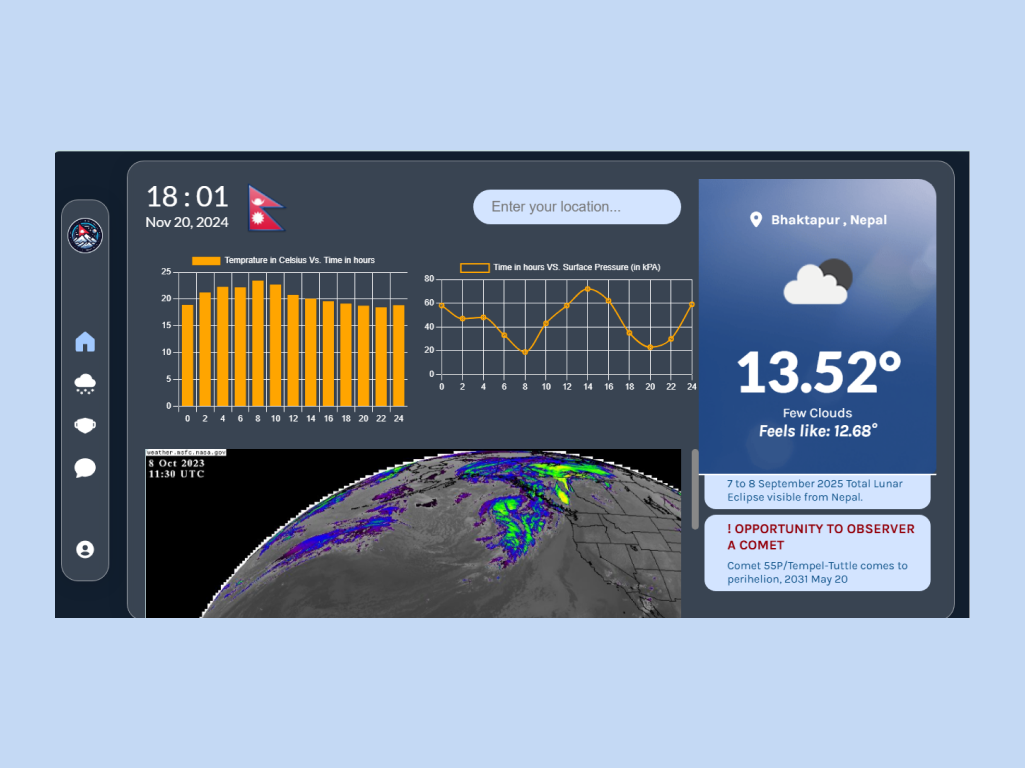 18 : 01
Nov 20, 2024
Enter your location...
Temprature in Celsius Vs. Time in hours
25
20
15
10
5
0
0 2 4 6 8 10 12 14 16 18 20 22 24
Time in hours VS. Surface Pressure (in kPA)
80
60
40
20
0
0 2 4 6 8 10 12 14 16 18 20 22 24
weather.msfc.nasa.gov
8 Oct 2023
11:30 UTC
Bhaktapur , Nepal
13.52°
Few Clouds
Feels like: 12.68°
7 to 8 September 2025 Total Lunar
Eclipse visible from Nepal.
! OPPORTUNITY TO OBSERVER
A COMET
Comet 55P/Tempel-Tuttle comes to
perihelion, 2031 May 20